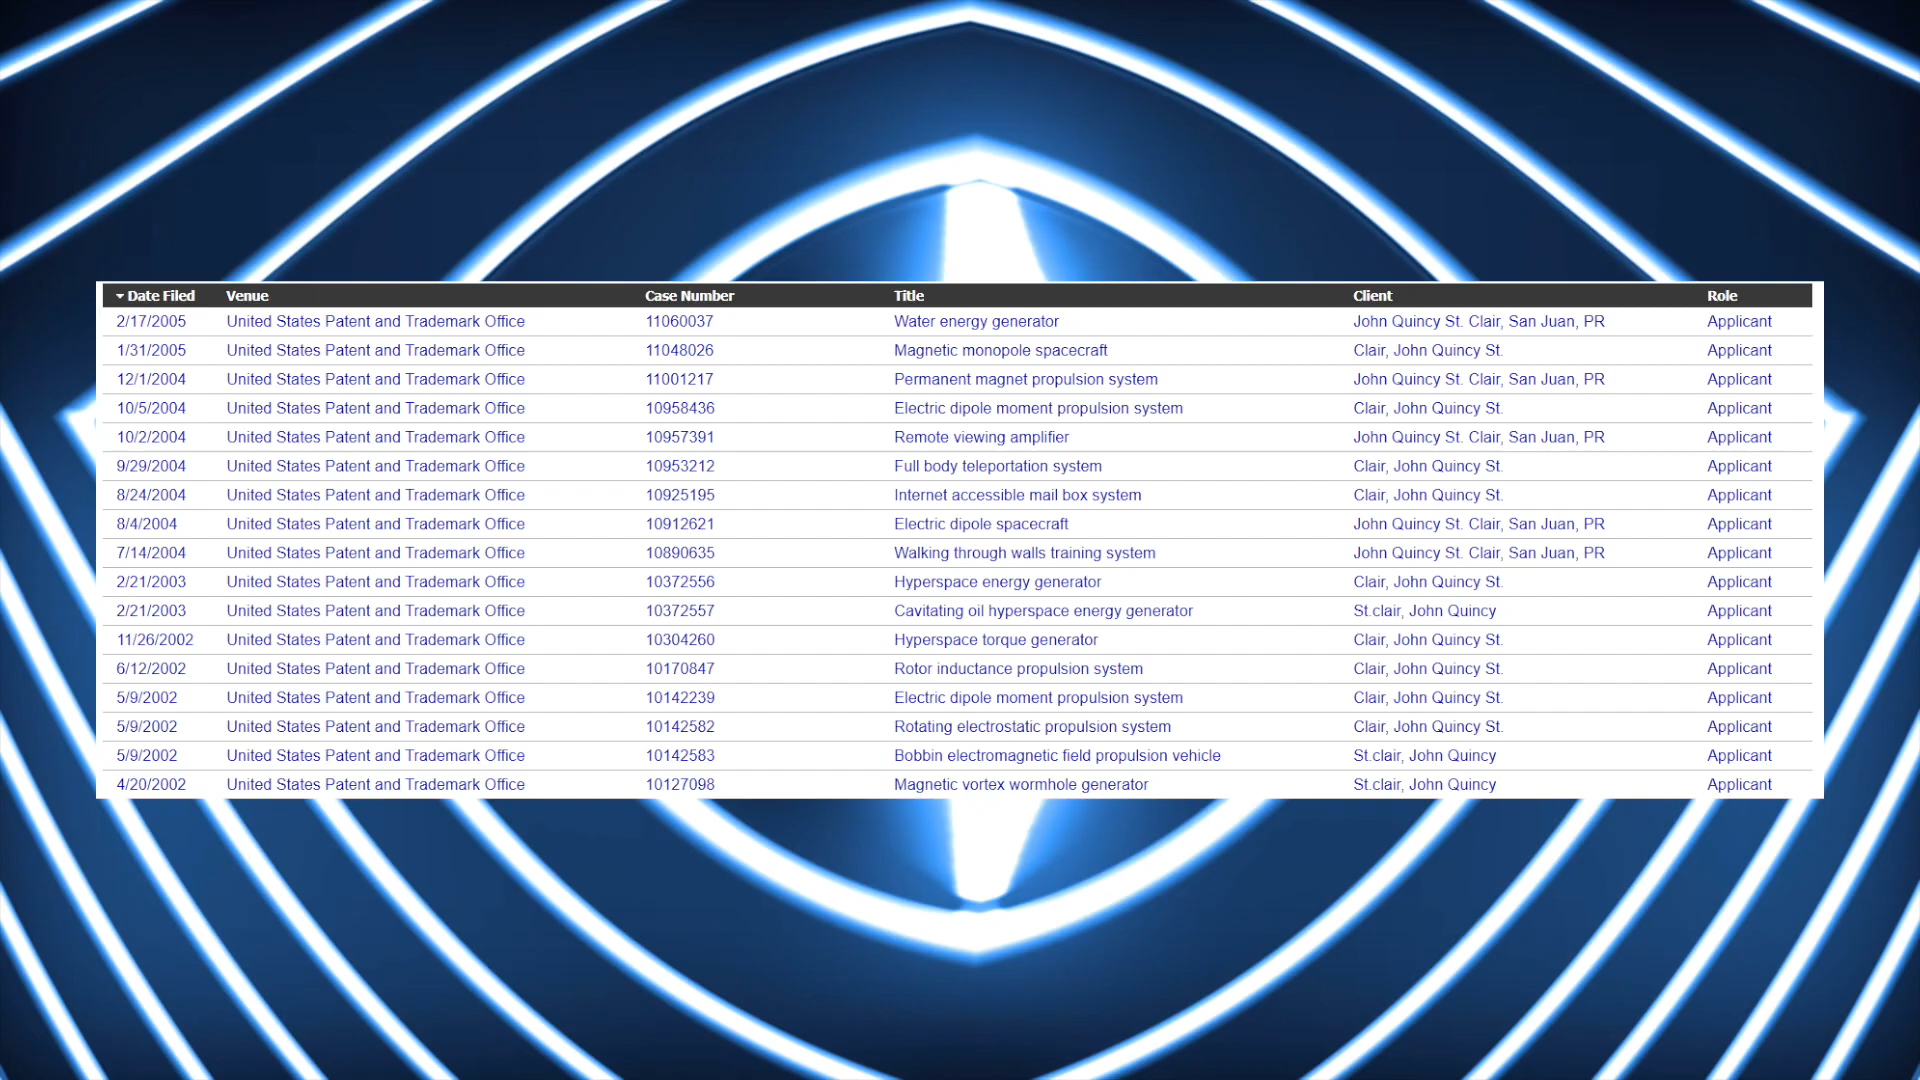 Date Filed Venue Case Number Title Client Role
2/17/2005 United States Patent and Trademark Office 11060037 Water energy generator John Quincy St. Clair, San Juan, PR Applicant
1/31/2005 United States Patent and Trademark Office 11048026 Magnetic monopole spacecraft Clair, John Quincy St. Applicant
12/1/2004 United States Patent and Trademark Office 11001217 Permanent magnet propulsion system John Quincy St. Clair, San Juan, PR Applicant
10/5/2004 United States Patent and Trademark Office 10958436 Electric dipole moment propulsion system Clair, John Quincy St. Applicant
10/2/2004 United States Patent and Trademark Office 10957391 Remote viewing amplifier John Quincy St. Clair, San Juan, PR Applicant
9/29/2004 United States Patent and Trademark Office 10953212 Full body teleportation system Clair, John Quincy St. Applicant
8/24/2004 United States Patent and Trademark Office 10925195 Internet accessible mail box system Clair, John Quincy St. Applicant
8/4/2004 United States Patent and Trademark Office 10912621 Electric dipole spacecraft John Quincy St. Clair, San Juan, PR Applicant
7/14/2004 United States Patent and Trademark Office 10890635 Walking through walls training system John Quincy St. Clair, San Juan, PR Applicant
2/21/2003 United States Patent and Trademark Office 10372556 Hyperspace energy generator Clair, John Quincy St. Applicant
2/21/2003 United States Patent and Trademark Office 10372557 Cavitating oil hyperspace energy generator St.clair, John Quincy Applicant
11/26/2002 United States Patent and Trademark Office 10304260 Hyperspace torque generator Clair, John Quincy St. Applicant
6/12/2002 United States Patent and Trademark Office 10170847 Rotor inductance propulsion system Clair, John Quincy St. Applicant
5/9/2002 United States Patent and Trademark Office 10142239 Electric dipole moment propulsion system Clair, John Quincy St. Applicant
5/9/2002 United States Patent and Trademark Office 10142582 Rotating electrostatic propulsion system Clair, John Quincy St. Applicant
5/9/2002 United States Patent and Trademark Office 10142583 Bobbin electromagnetic field propulsion vehicle St.clair, John Quincy Applicant
4/20/2002 United States Patent and Trademark Office 10127098 Magnetic vortex wormhole generator St.clair, John Quincy Applicant